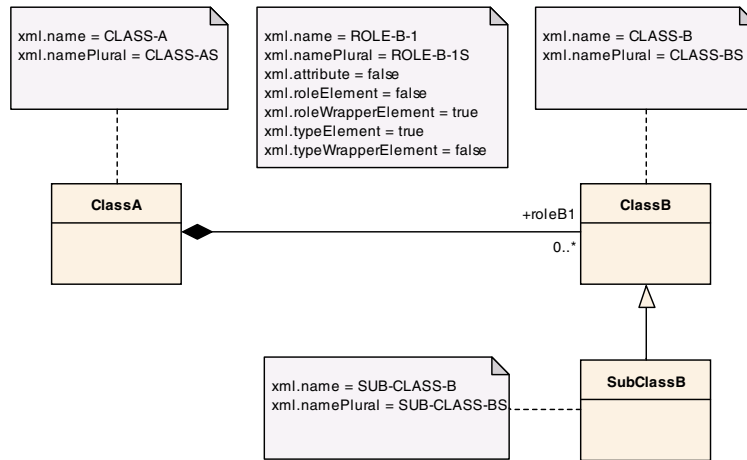 xml.name = CLASS-A
xml.namePlural = CLASS-AS
xml.name = ROLE-B-1
xml.namePlural = ROLE-B-1S
xml.attribute = false
xml.roleElement = false
xml.roleWrapperElement = true
xml.typeElement = true
xml.typeWrapperElement = false
xml.name = CLASS-B
xml.namePlural = CLASS-BS
ClassA
+roleB1
0..*
ClassB
xml.name = SUB-CLASS-B
xml.namePlural = SUB-CLASS-BS
SubClassB